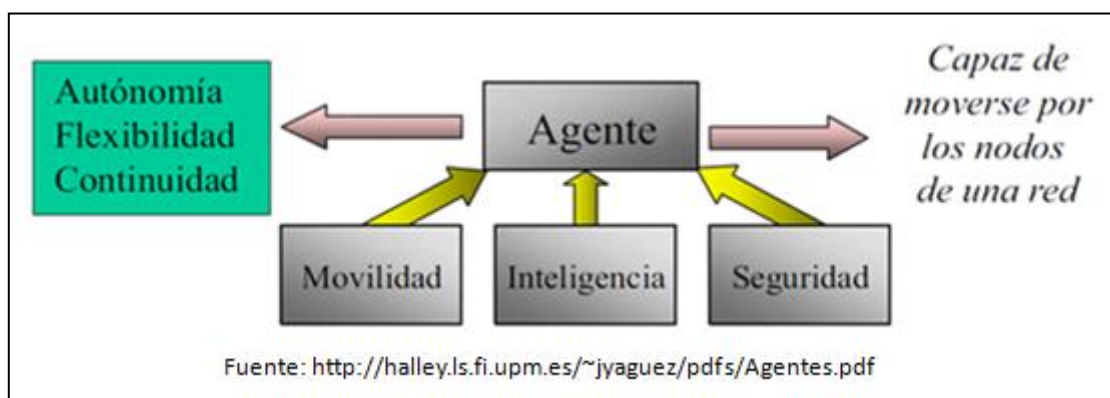 Autónomía
Flexibilidad
Continuidad
Agente
Capaz de
moverse por
los nodos
de una red
Movilidad
Inteligencia
Seguridad
Fuente: http://halley.ls.fi.upm.es/~jyaguez/pdfs/Agentes.pdf